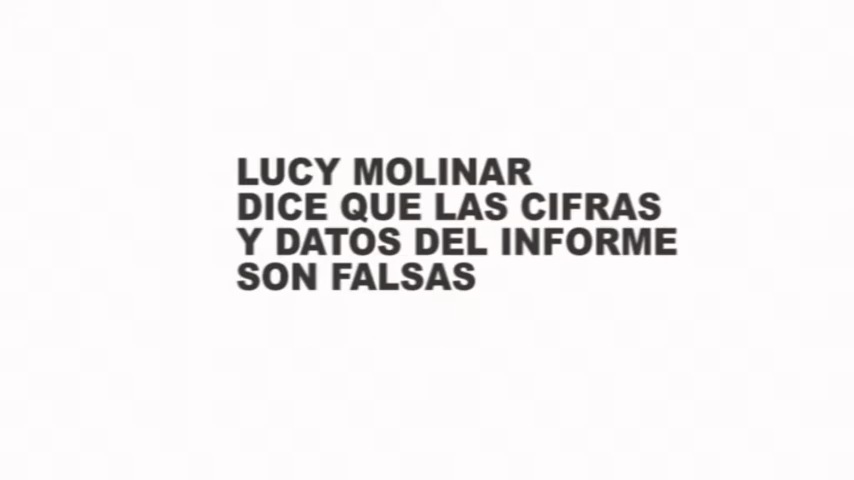 LUCY MOLINAR
DICE QUE LAS CIFRAS
Y DATOS DEL INFORME
SON FALSAS